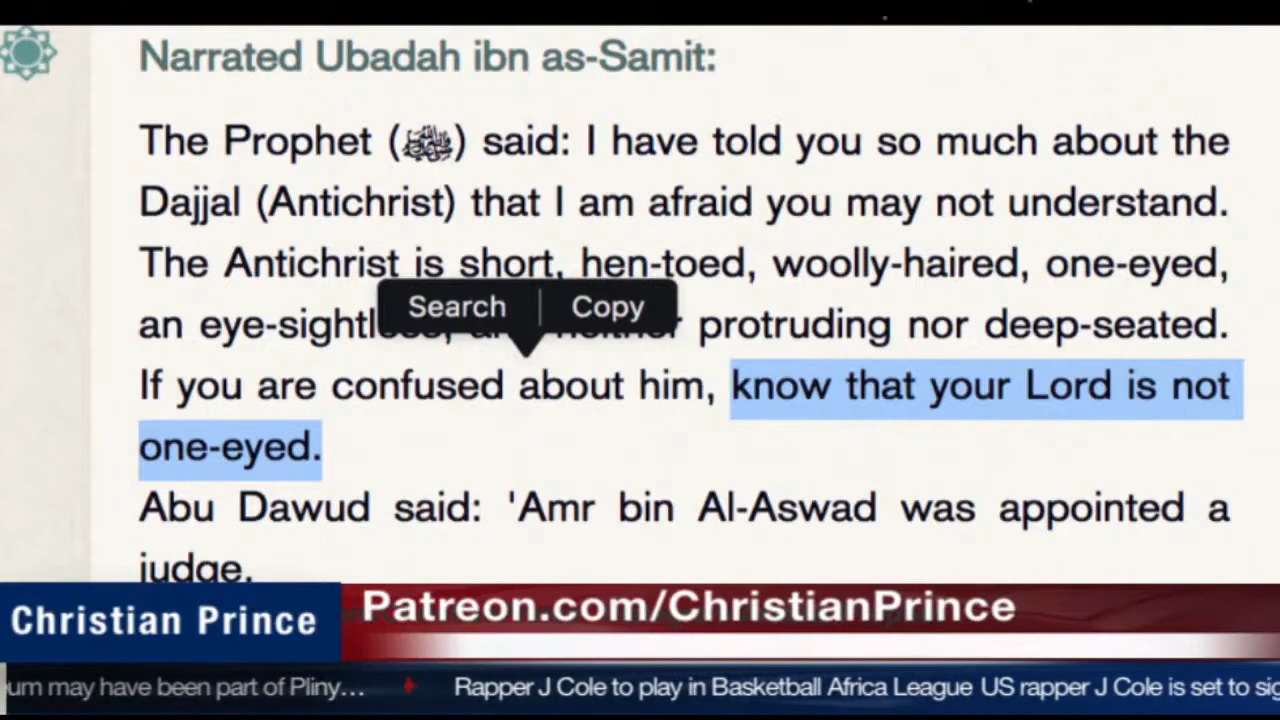 Narrated Ubadah ibn as-Samit:
The Prophet (ﷺ) said: I have told you so much about the
Dajjal (Antichrist) that I am afraid you may not understand.
The Antichrist is short, hen-toed, woolly-haired, one-eyed,
Search Copy
an protruding nor deep-seated.
If you are confused about him, know that your Lord is not
one-eyed.
Abu Dawud said: 'Amr bin Al-Aswad was appointed a
judge.
Christian Prince
Patreon.com/ChristianPrince
um may have been part of Pliny... Rapper J Cole to play in Basketball Africa League US rapper J Cole is set to